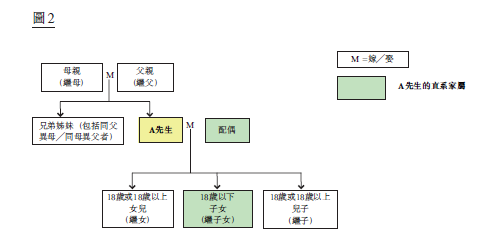 圖2
母親
（繼母）
M
父親
（繼父）
M =嫁／娶
A先生的直系家屬
兄弟姊妹（包括同父
異母／同母異父者）
A先生
M
配偶
18歲或18歲以上
女兒
（繼女）
18歲以下
子女
（繼子女）
18歲或18歲以上
兒子
（繼子）